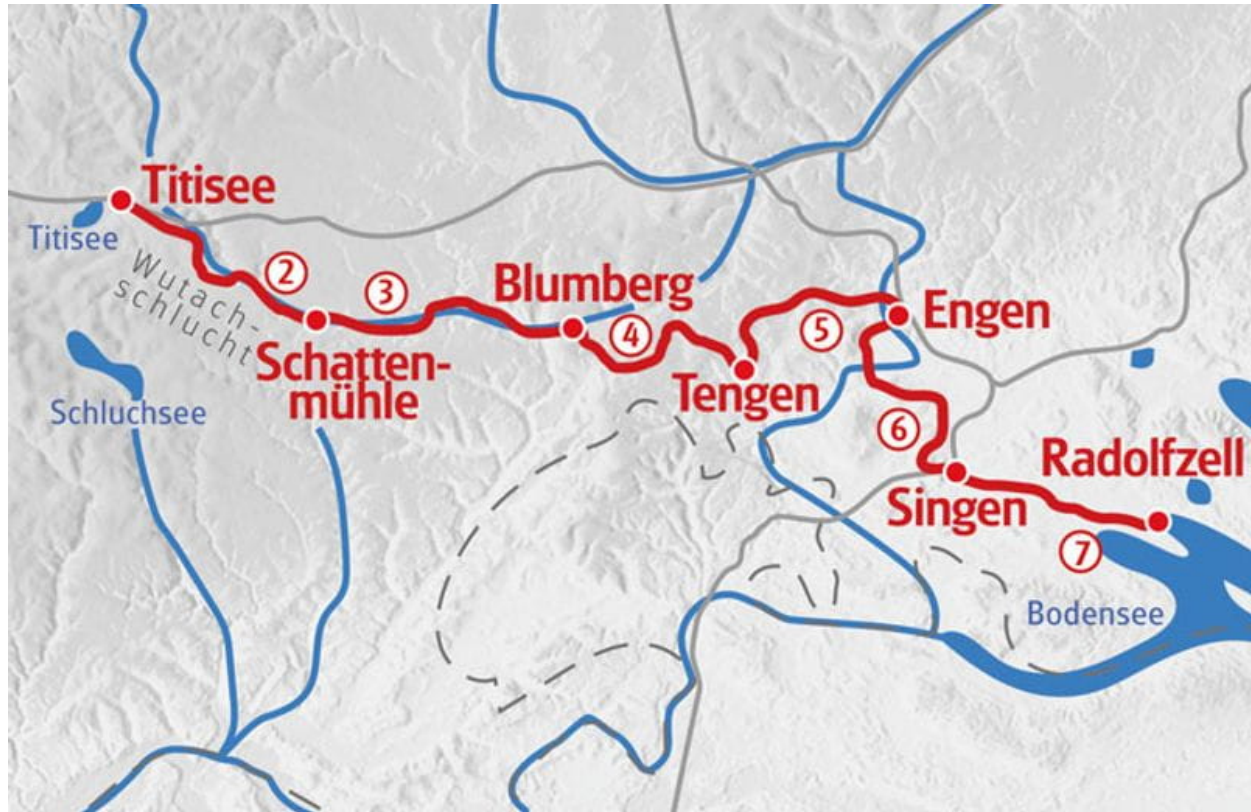 Titisee
Titisee
Wutach-
schlucht
②
③
Blumberg
Schatten-
mühle
Schluchsee
④
⑤
Engen
Tengen
⑥
Radolfzell
Singen
⑦
Bodensee